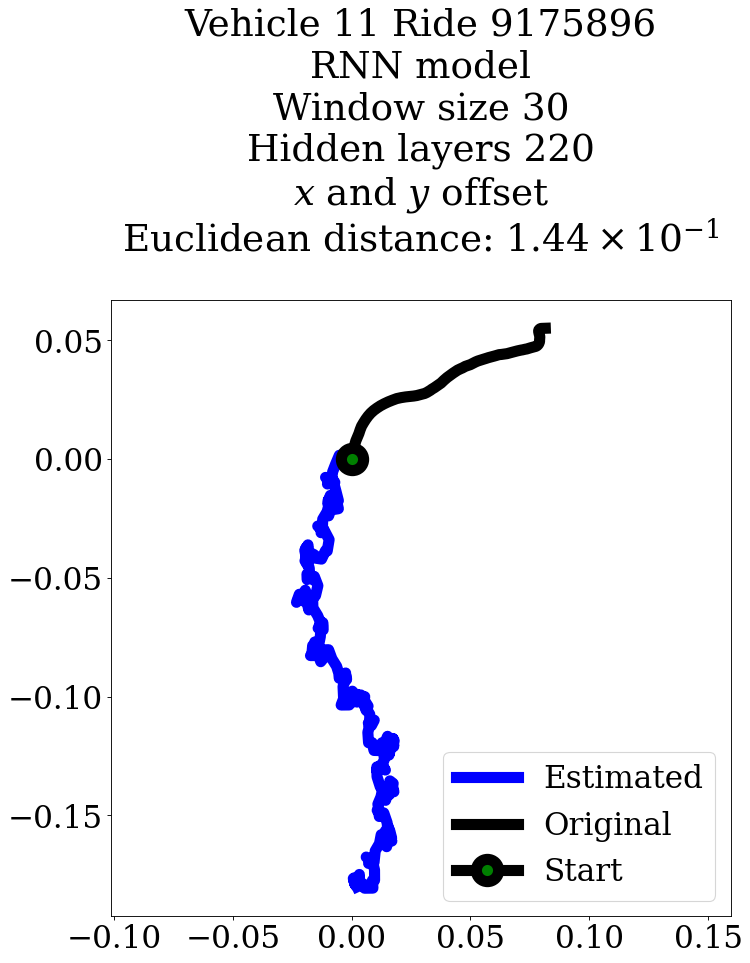 Vehicle 11 Ride 9175896
RNN model
Window size 30
Hidden layers 220
x and y offset
Euclidean distance: 1.44 × 10⁻¹
0.05
0.00
−0.05
−0.10
−0.15
Estimated
Original
Start
−0.10 −0.05 0.00 0.05 0.10 0.15